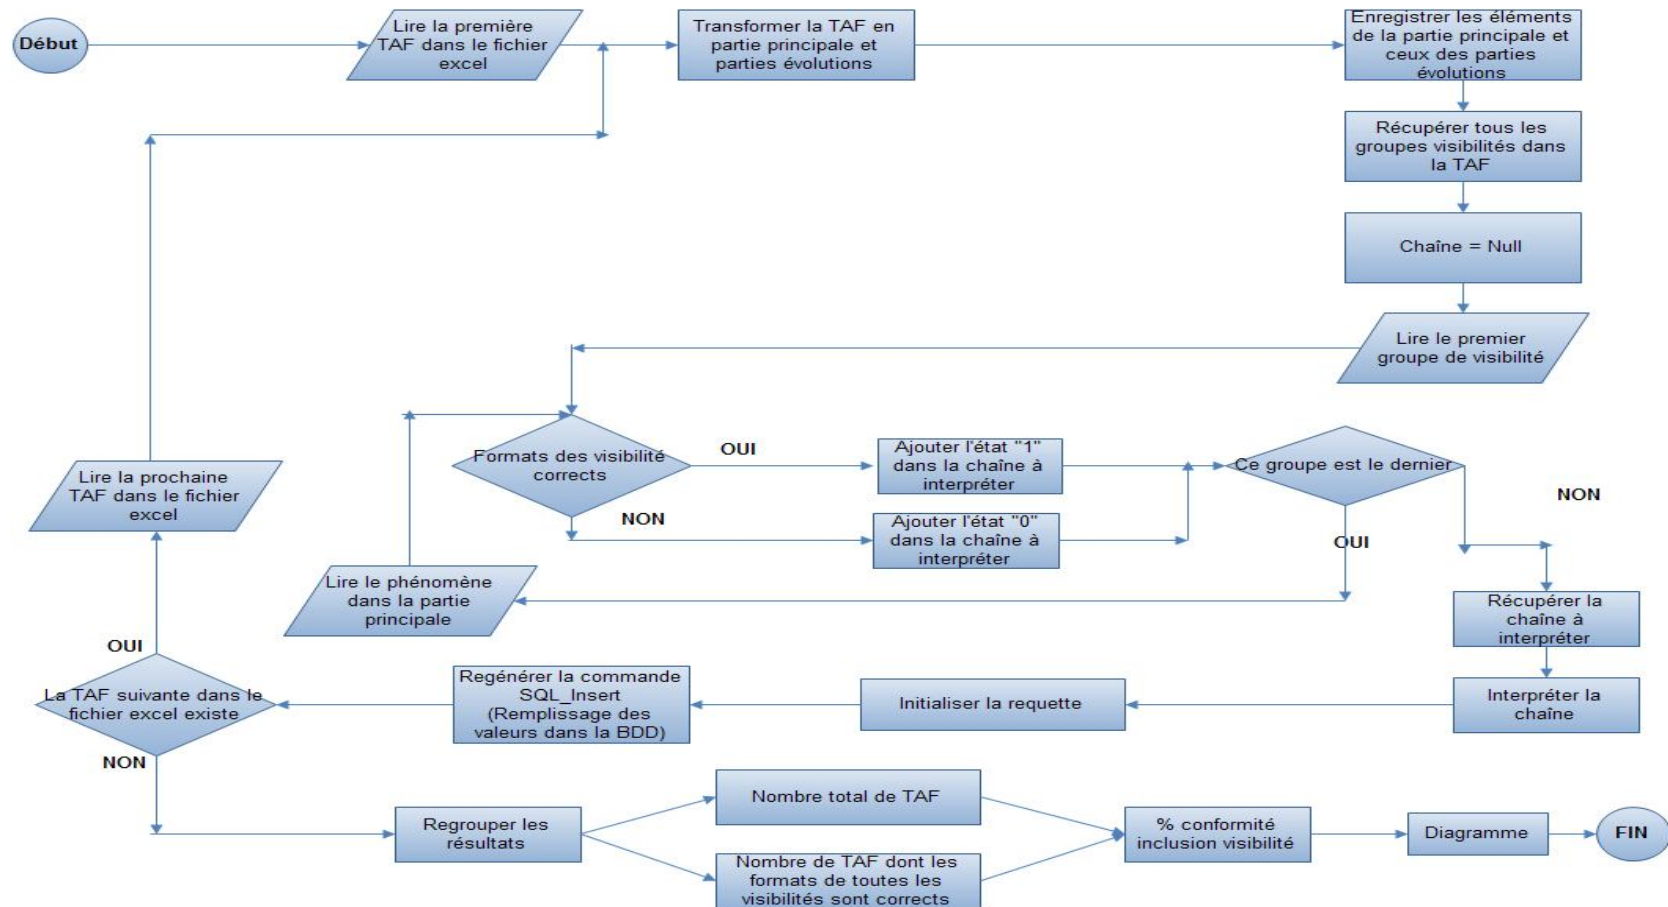 Début
Lire la première
TAF dans le fichier
excel
Transformer la TAF en
partie principale et
parties évolutions
Enregistrer les éléments
de la partie principale et
ceux des parties
évolutions
Récupérer tous les
groupes visibilités dans
la TAF
Chaîne = Null
Lire le premier
groupe de visibilité
Formats des visibilité
corrects
OUI
NON
Ajouter l'état "1"
dans la chaîne à
interpréter
Ajouter l'état "0"
dans la chaîne à
interpréter
Ce groupe est le dernier
NON
OUI
Lire la prochaine
TAF dans le fichier
excel
Lire le phénomène
dans la partie
principale
Récupérer la
chaîne à
interpréter
Interpréter la
chaîne
Initialiser la requette
Regénérer la commande
SQL_Insert
(Remplissage des
valeurs dans la BDD)
OUI
La TAF suivante dans le
fichier excel existe
NON
Regrouper les
résultats
Nombre total de TAF
Nombre de TAF dont les
formats de toutes les
visibilités sont corrects
% conformité
inclusion visibilité
Diagramme
FIN